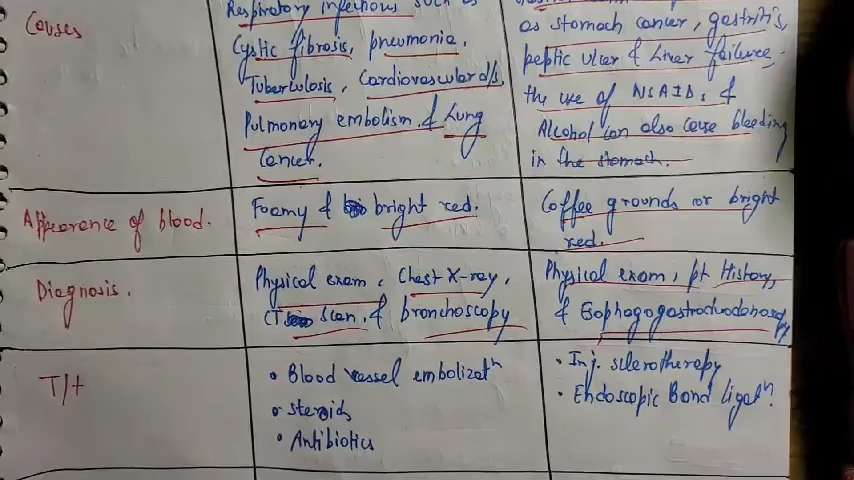 Causes
Respiratory infections such as
Cystic fibrosis, pneumonia,
Tuberculosis, Cardiovascular d/s,
Pulmonary embolism & Lung
Cancer.
as stomach cancer, gastritis,
peptic ulcer & Liver failure,
the use of NSAIDs &
Alcohol can also cause bleeding
in the stomach.
Appearance of blood.
Foamy & bright red.
Coffee grounds or bright
red.
Diagnosis.
Physical exam, Chest X-ray,
CT scan, & bronchoscopy
Physical exam, pt History,
& Esophagogastroduodenoscopy
T/t
• Blood vessel embolizatn
• steroids
• Antibiotics
• Inj. sclerotherapy
• Endoscopic Band Ligatn.